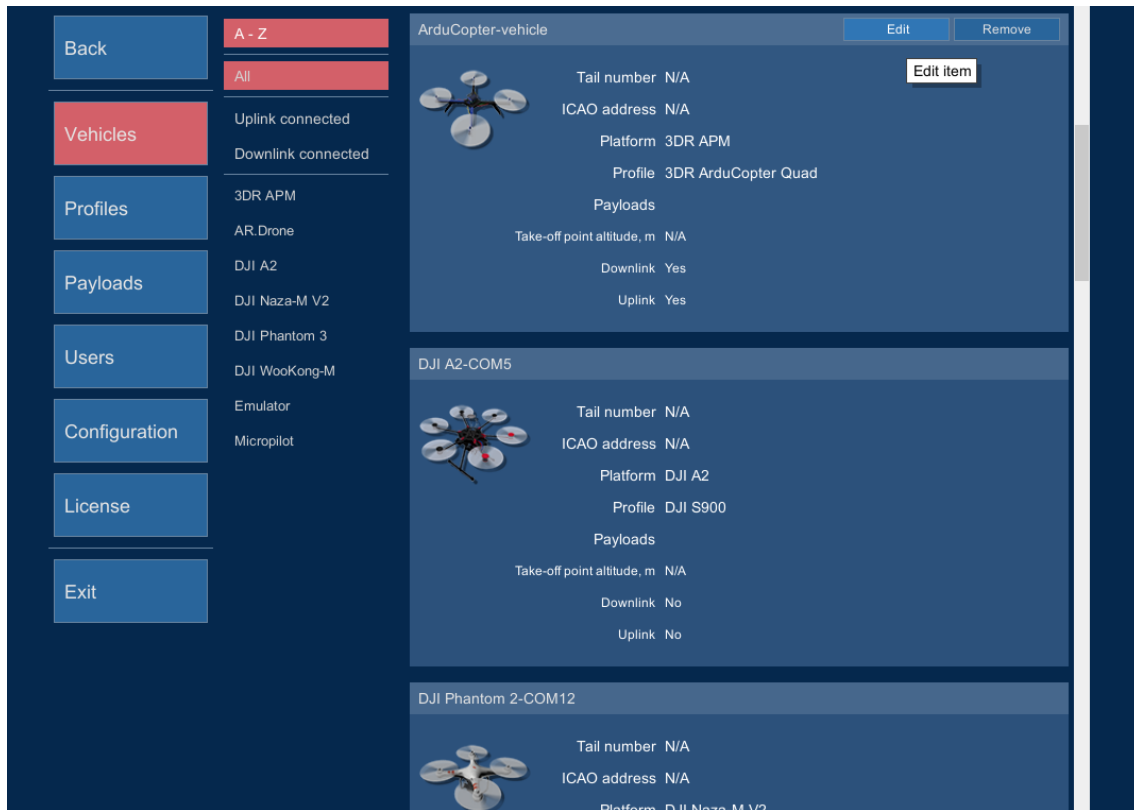 Back
Vehicles
Profiles
Payloads
Users
Configuration
License
Exit
A - Z
All
Uplink connected
Downlink connected
3DR APM
AR.Drone
DJI A2
DJI Naza-M V2
DJI Phantom 3
DJI WooKong-M
Emulator
Micropilot
ArduCopter-vehicle
Edit
Remove
Edit item
Tail number N/A
ICAO address N/A
Platform 3DR APM
Profile 3DR ArduCopter Quad
Payloads
Take-off point altitude, m N/A
Downlink Yes
Uplink Yes
DJI A2-COM5
Tail number N/A
ICAO address N/A
Platform DJI A2
Profile DJI S900
Payloads
Take-off point altitude, m N/A
Downlink No
Uplink No
DJI Phantom 2-COM12
Tail number N/A
ICAO address N/A
Platform DJI Naza-M V2